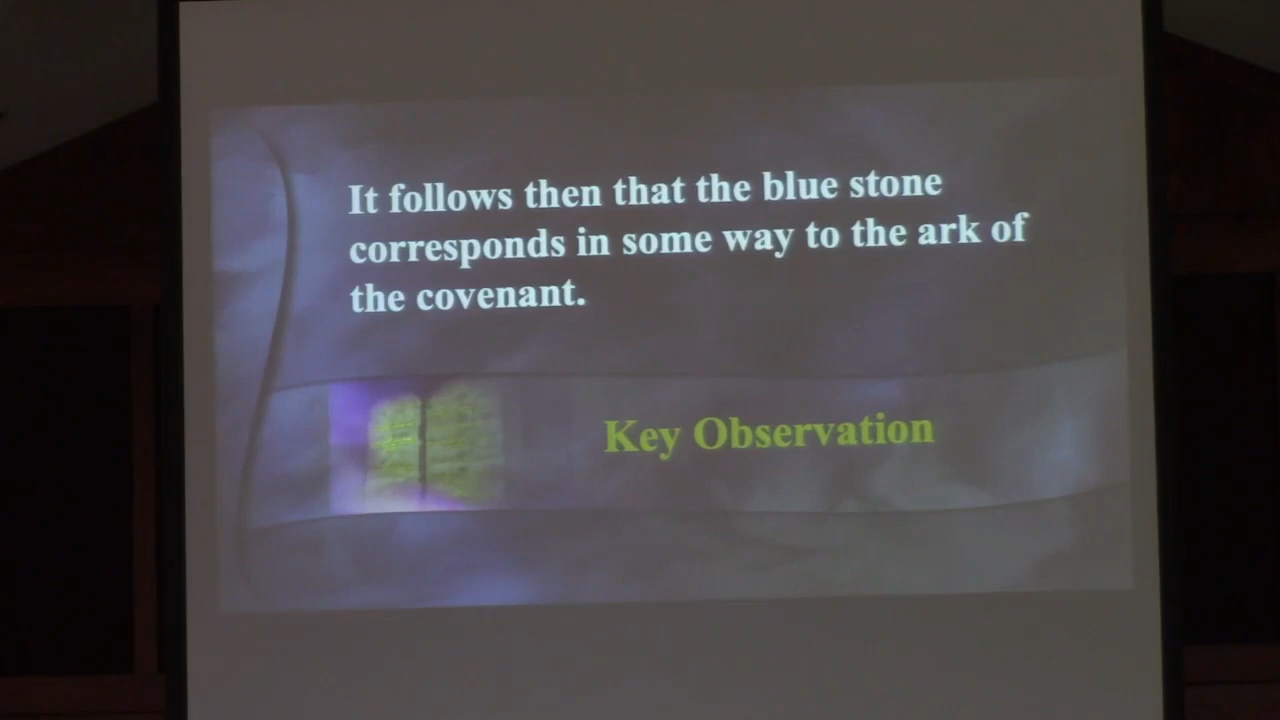 It follows then that the blue stone
corresponds in some way to the ark of
the covenant.
Key Observation